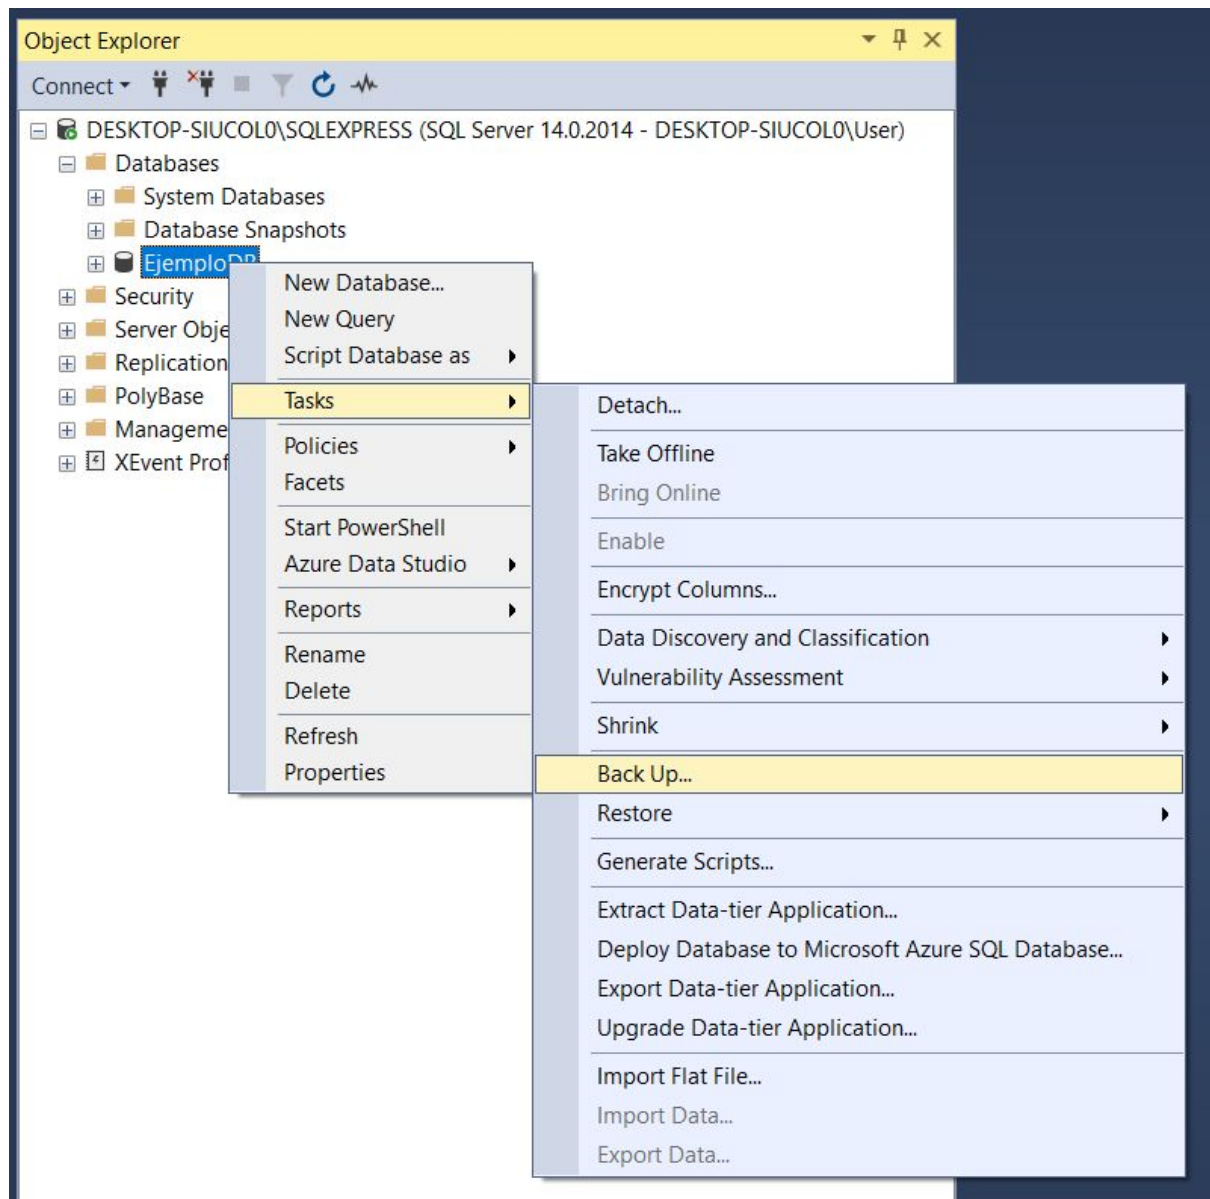 Object Explorer
Connect
DESKTOP-SIUCOL0\SQLEXPRESS (SQL Server 14.0.2014 - DESKTOP-SIUCOL0\User)
Databases
System Databases
Database Snapshots
EjemploDB
Security
Server Obje
Replication
PolyBase
Manageme
XEvent Prof
New Database...
New Query
Script Database as
Tasks
Policies
Facets
Start PowerShell
Azure Data Studio
Reports
Rename
Delete
Refresh
Properties
Detach...
Take Offline
Bring Online
Enable
Encrypt Columns...
Data Discovery and Classification
Vulnerability Assessment
Shrink
Back Up...
Restore
Generate Scripts...
Extract Data-tier Application...
Deploy Database to Microsoft Azure SQL Database...
Export Data-tier Application...
Upgrade Data-tier Application...
Import Flat File...
Import Data...
Export Data...